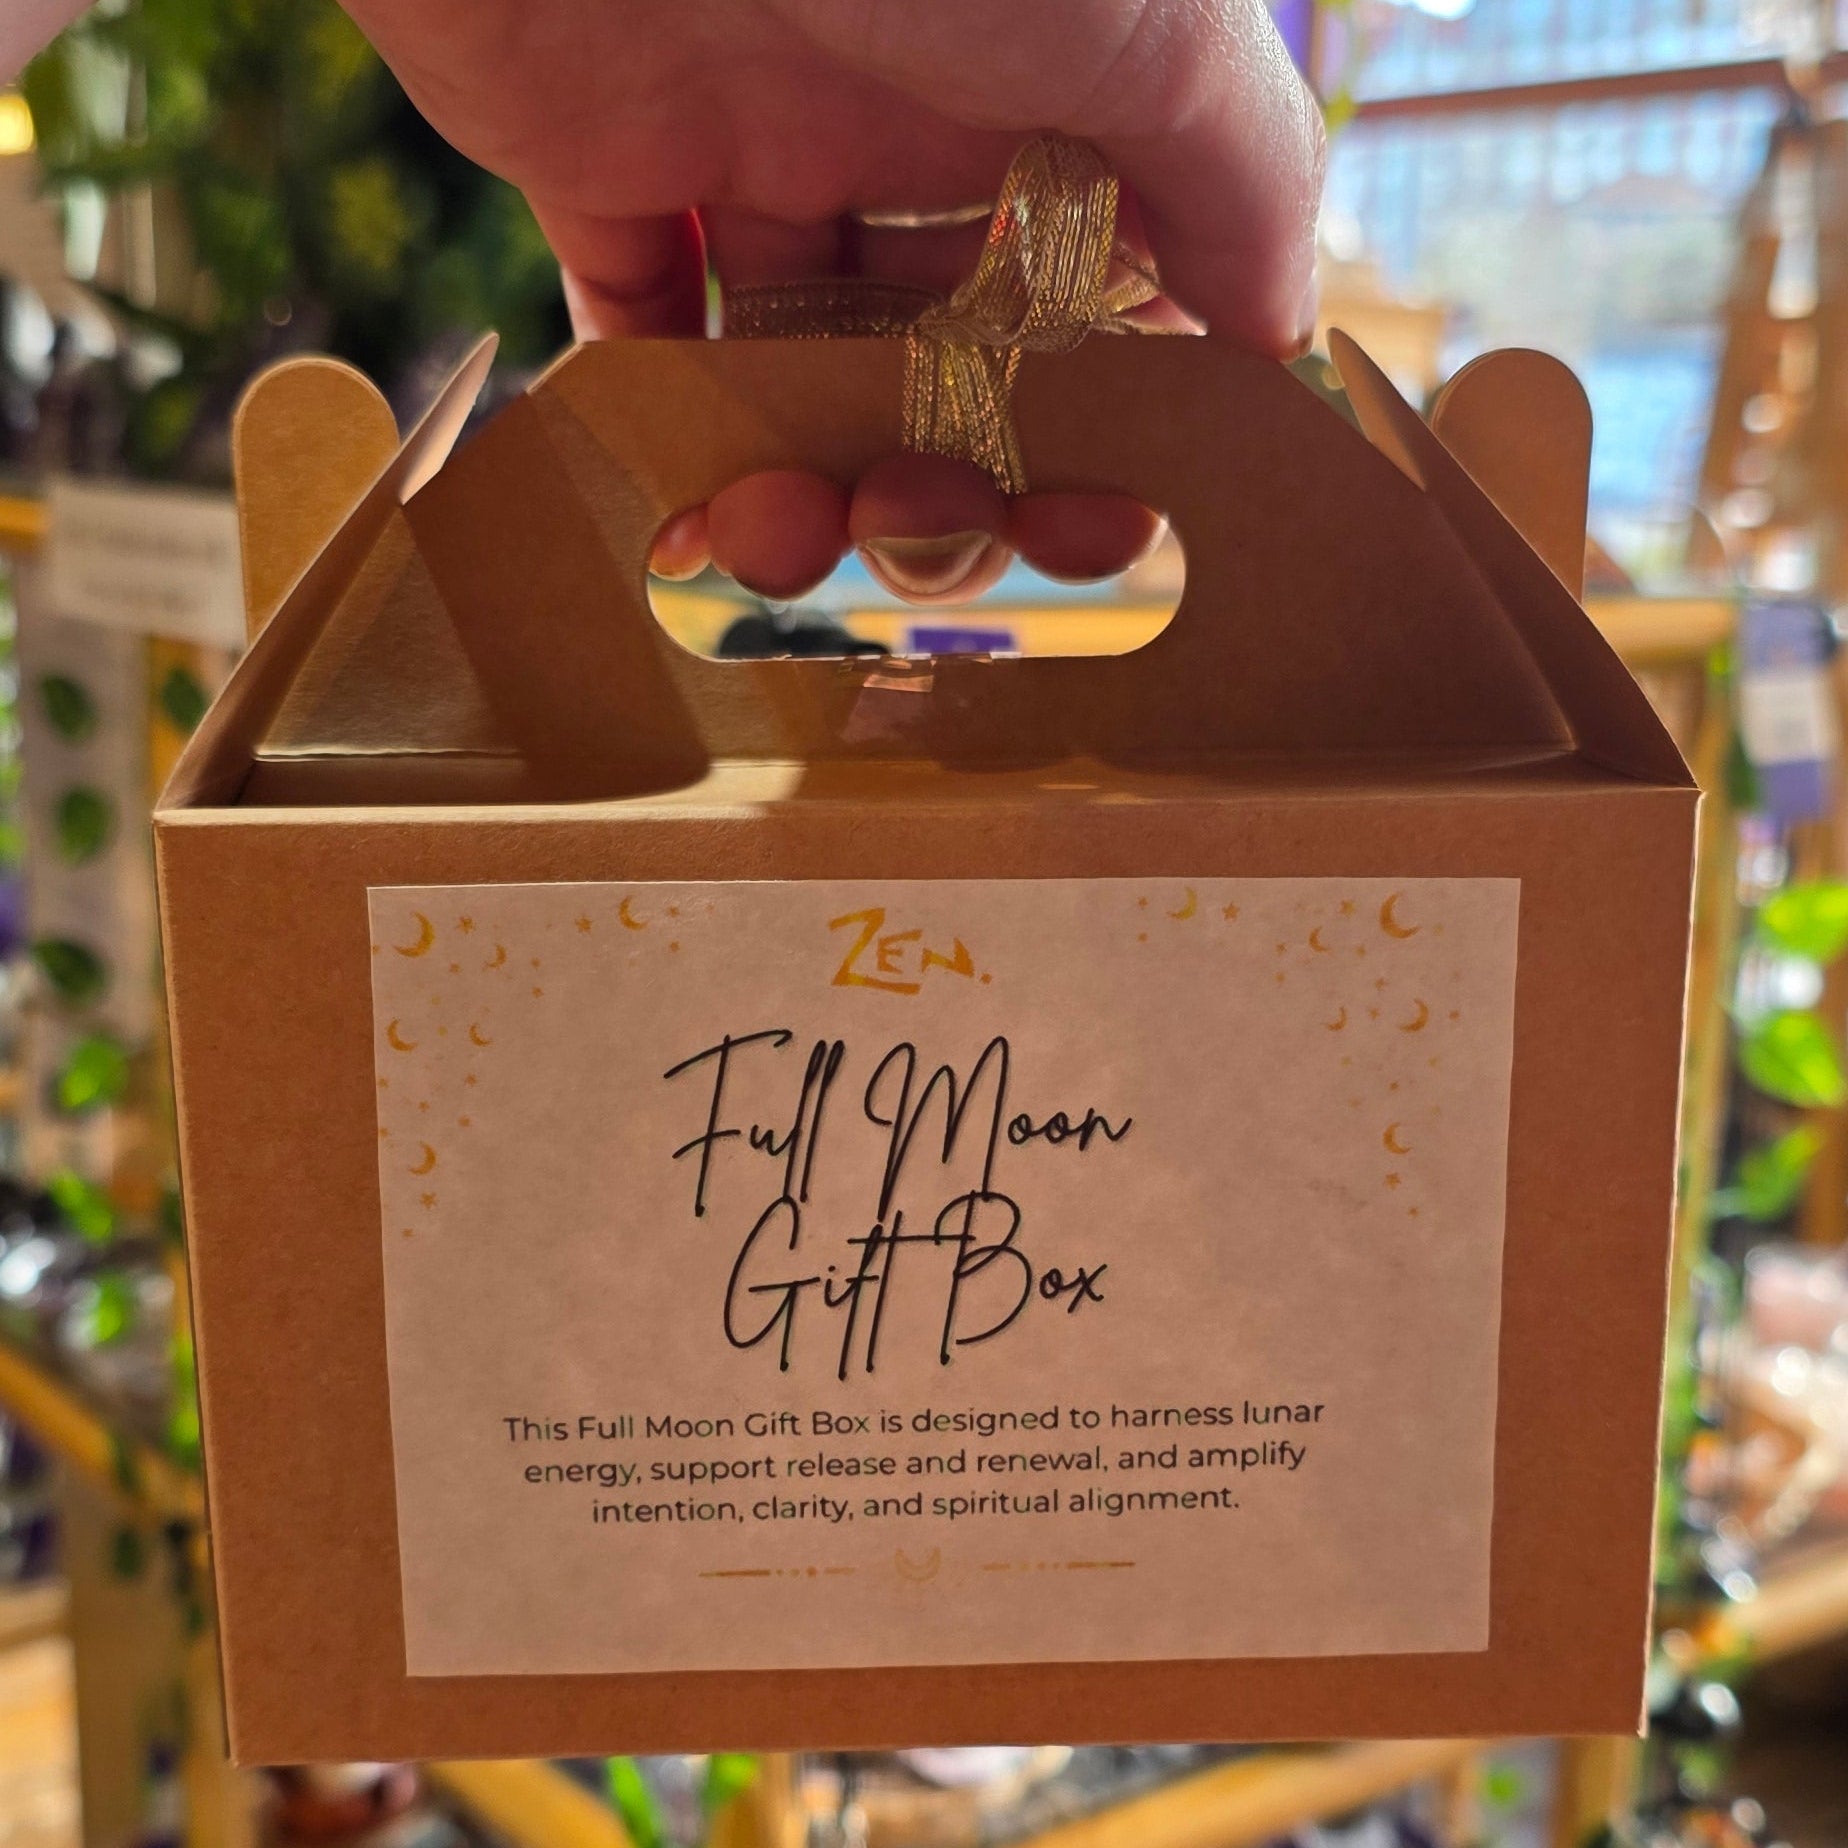 ZEN.
Full Moon
Gift Box
This Full Moon Gift Box is designed to harness lunar
energy, support release and renewal, and amplify
intention, clarity, and spiritual alignment.